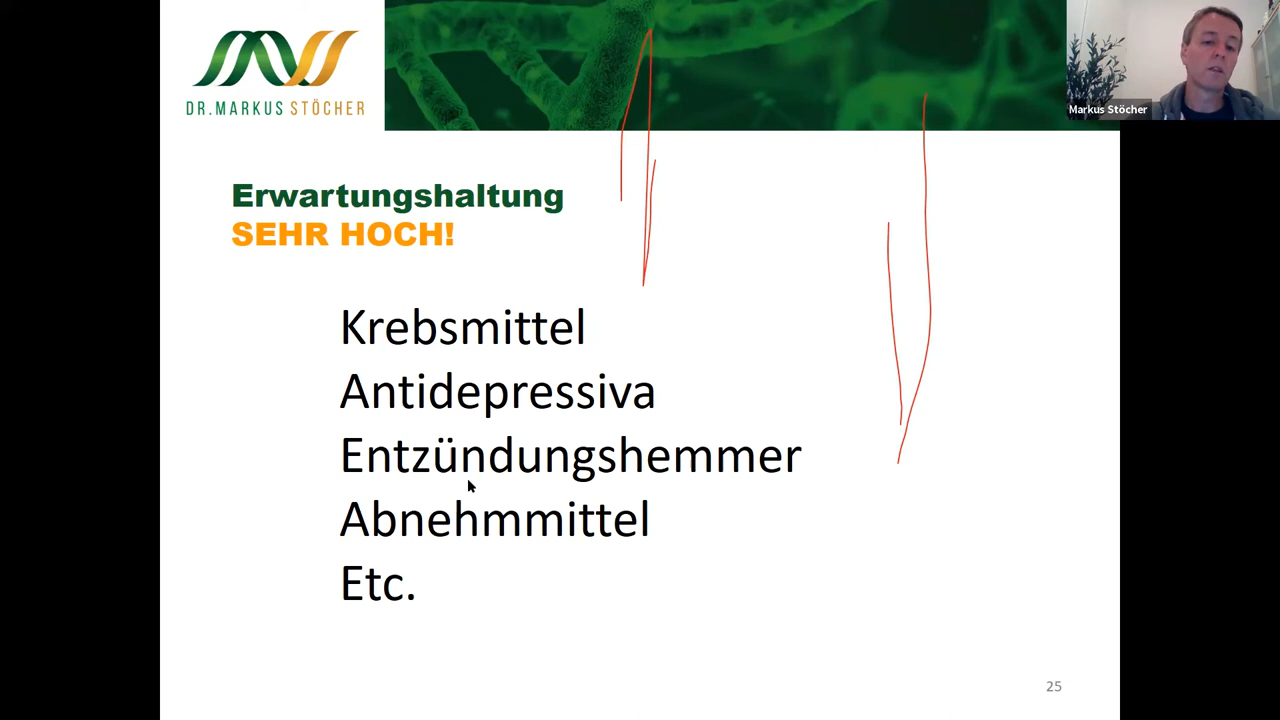 DR.MARKUS STÖCHER
Markus Stöcher
Erwartungshaltung
SEHR HOCH!
Krebsmittel
Antidepressiva
Entzündungshemmer
Abnehmmittel
Etc.
25